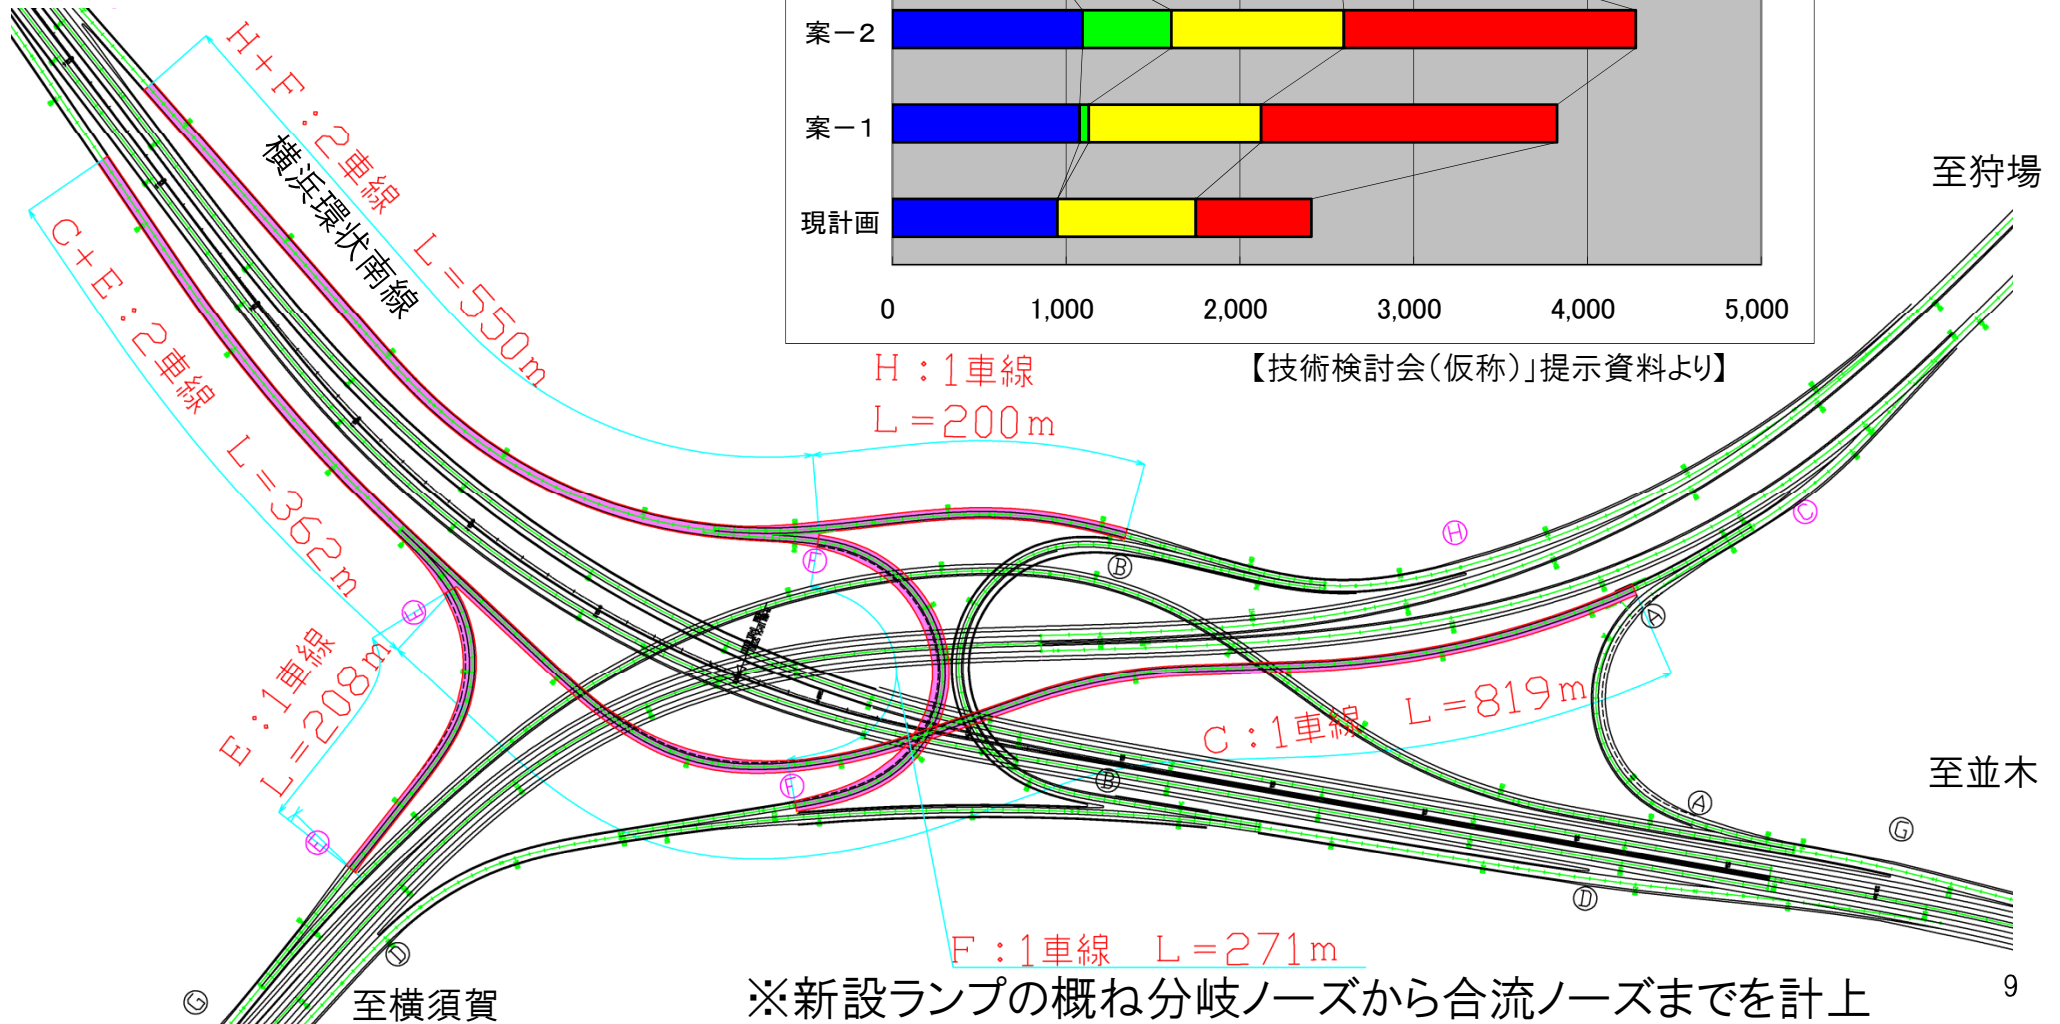 案−2
案−1
現計画
0 1,000 2,000 3,000 4,000 5,000
【技術検討会(仮称)」提示資料より】
至狩場
H+F:2車線 L=550m
横浜環状南線
C+E:2車線 L=362m
H:1車線
L=200m
E:1車線
L=208m
C:1車線 L=819m
F:1車線 L=271m
H
C
F
B
E
A
F
B
A
E
G
D
D
G
至並木
至横須賀
※新設ランプの概ね分岐ノーズから合流ノーズまでを計上
9